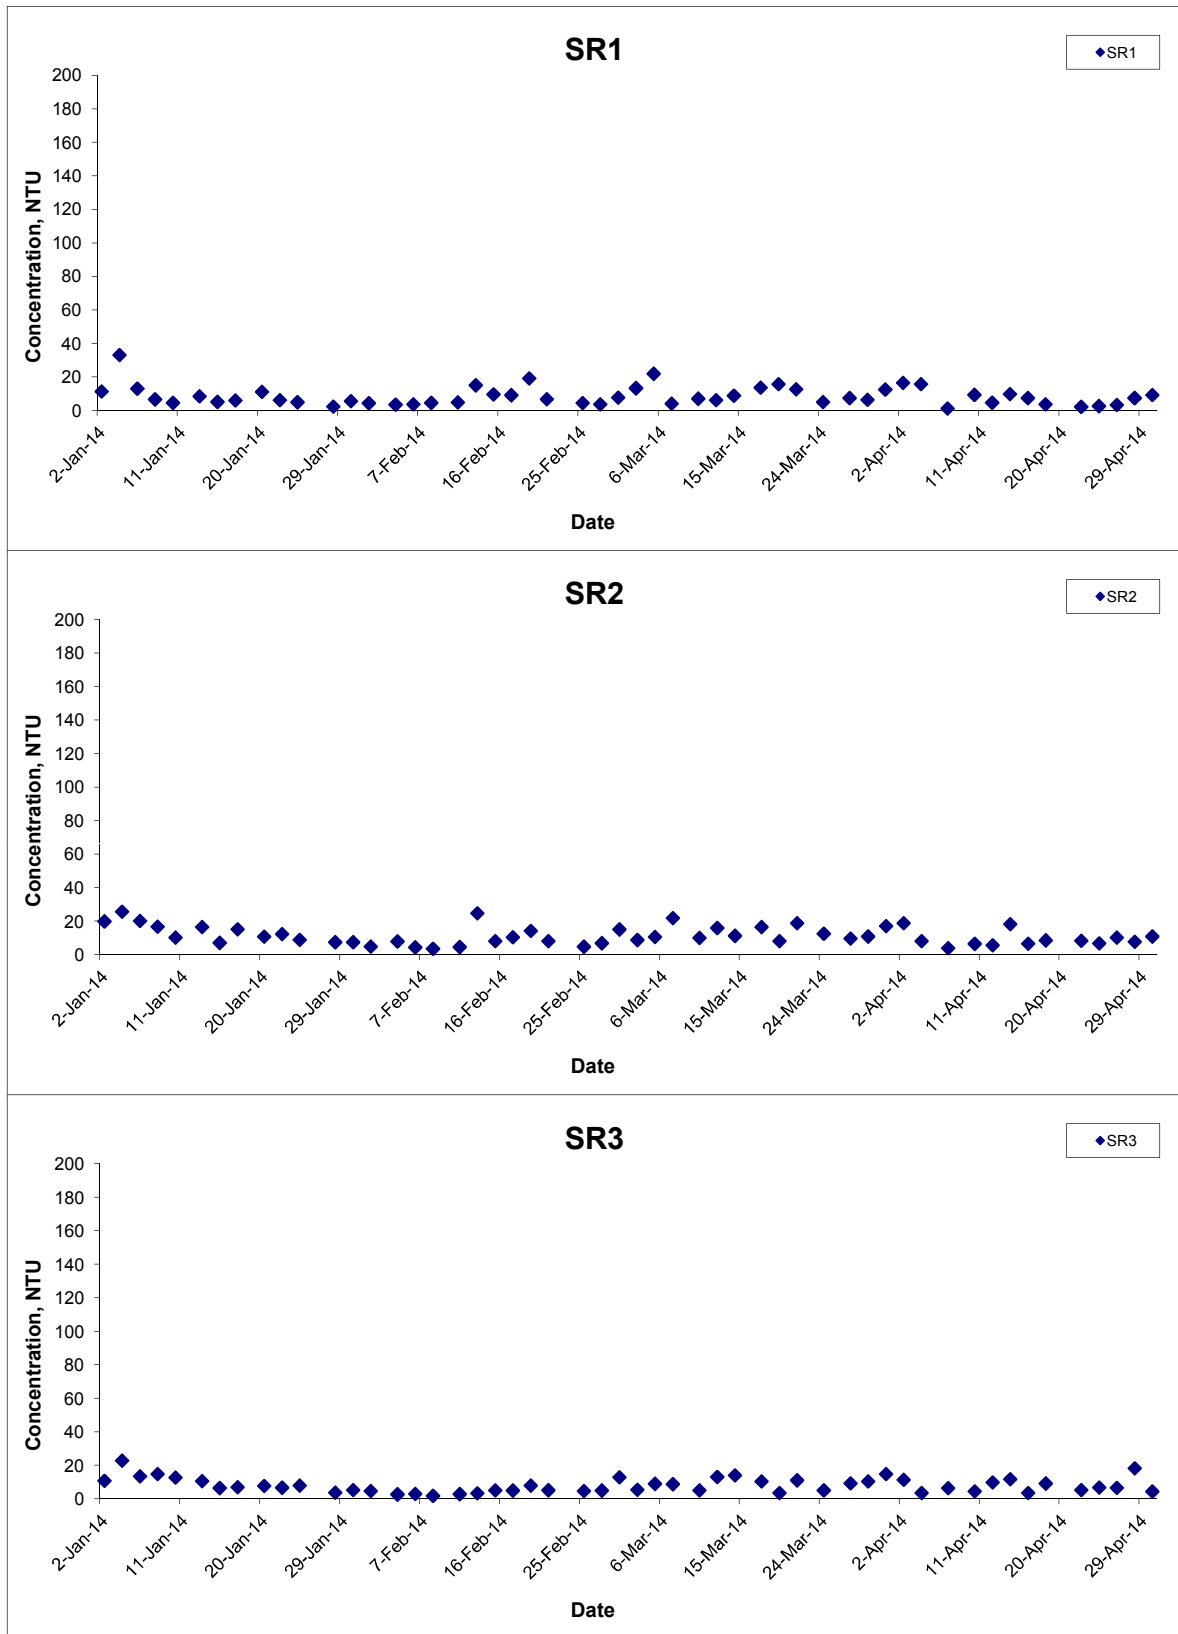 SR1
SR1
200
180
160
140
120
100
80
60
40
20
0
Concentration, NTU
2-Jan-14
11-Jan-14
20-Jan-14
29-Jan-14
7-Feb-14
16-Feb-14
25-Feb-14
6-Mar-14
15-Mar-14
24-Mar-14
2-Apr-14
11-Apr-14
20-Apr-14
29-Apr-14
Date
SR2
SR2
200
180
160
140
120
100
80
60
40
20
0
Concentration, NTU
2-Jan-14
11-Jan-14
20-Jan-14
29-Jan-14
7-Feb-14
16-Feb-14
25-Feb-14
6-Mar-14
15-Mar-14
24-Mar-14
2-Apr-14
11-Apr-14
20-Apr-14
29-Apr-14
Date
SR3
SR3
200
180
160
140
120
100
80
60
40
20
0
Concentration, NTU
2-Jan-14
11-Jan-14
20-Jan-14
29-Jan-14
7-Feb-14
16-Feb-14
25-Feb-14
6-Mar-14
15-Mar-14
24-Mar-14
2-Apr-14
11-Apr-14
20-Apr-14
29-Apr-14
Date